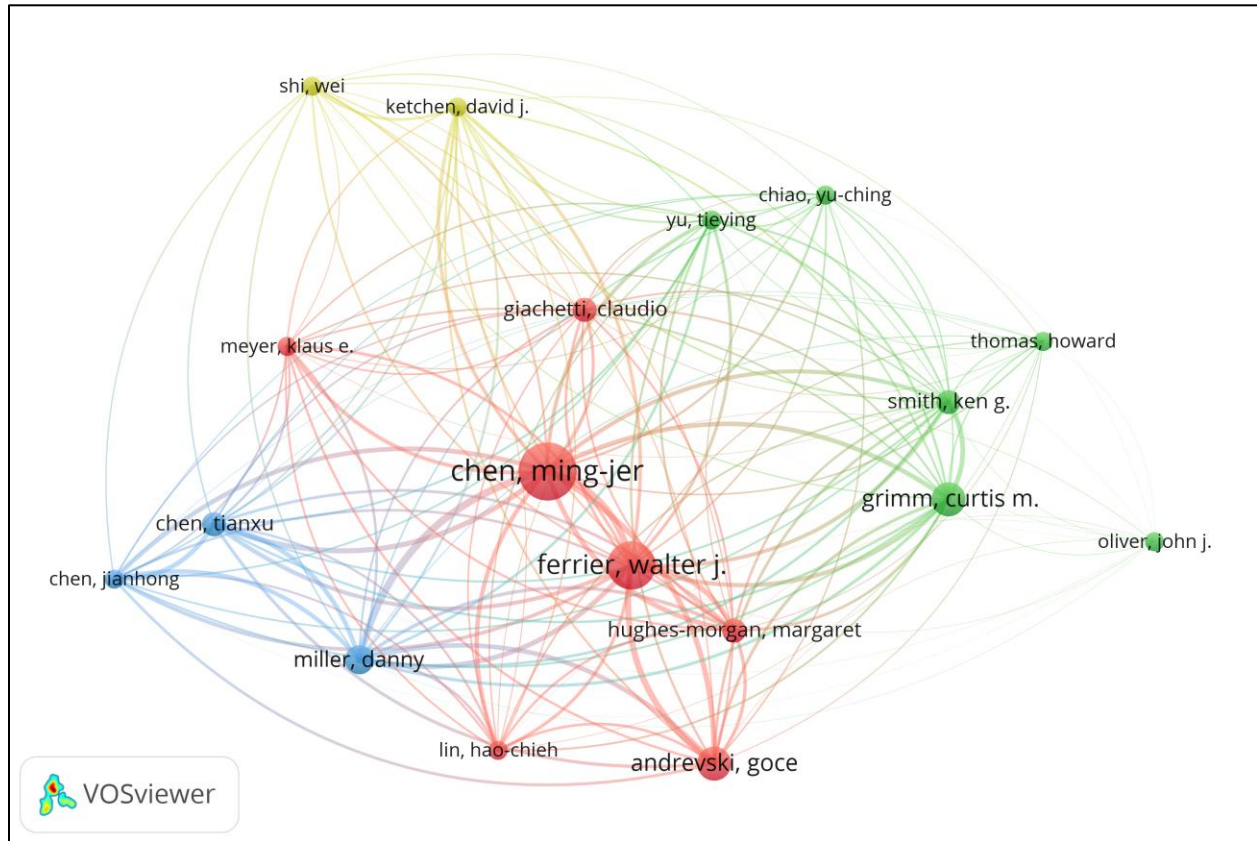 shi, wei
ketchen, david j.
chiao, yu-ching
yu, tieying
giachetti, claudio
meyer, klaus e.
thomas, howard
smith, ken g.
chen, ming-jer
grimm, curtis m.
chen, tianxu
oliver, john j.
ferrier, walter j.
chen, jianhong
hughes-morgan, margaret
miller, danny
lin, hao-chieh
andrevski, goce
VOSviewer